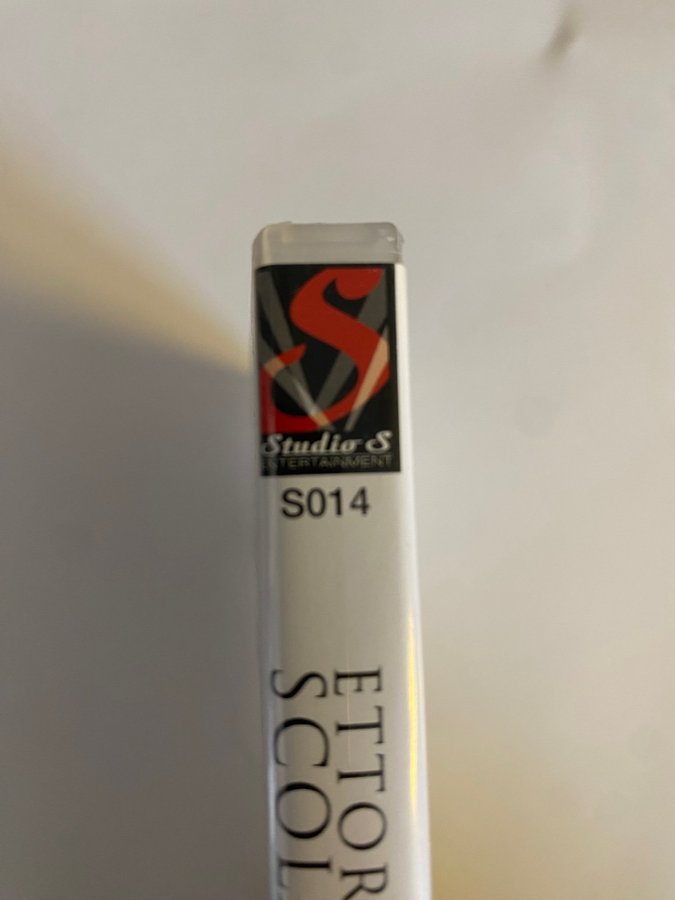 S
Studio S
ENTERTAINMENT
S014
ETTOR
SCOL